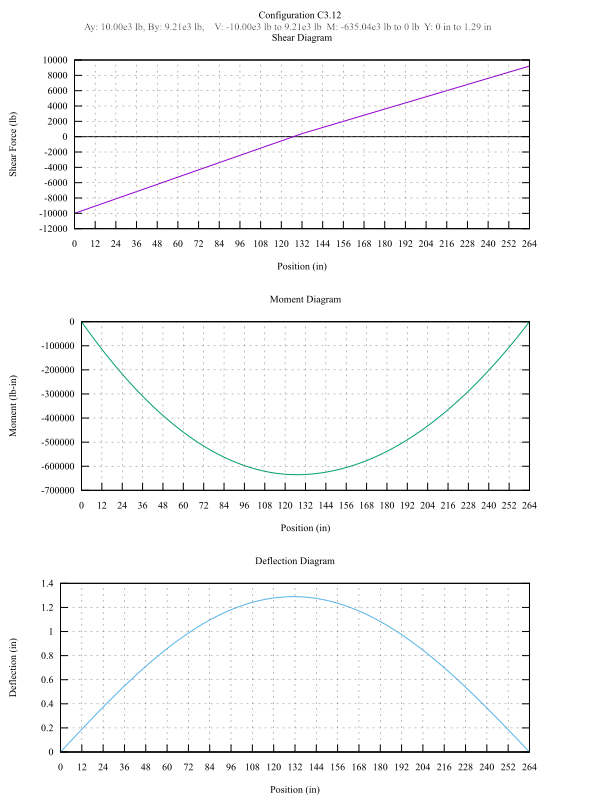 Configuration C3.12
Ay: 10.00e3 lb, By: 9.21e3 lb, V: -10.00e3 lb to 9.21e3 lb M: -635.04e3 lb to 0 lb Y: 0 in to 1.29 in
Shear Diagram
10000
8000
6000
4000
2000
0
-2000
-4000
-6000
-8000
-10000
-12000
Shear Force (lb)
0 12 24 36 48 60 72 84 96 108 120 132 144 156 168 180 192 204 216 228 240 252 264
Position (in)
Moment Diagram
0
-100000
-200000
-300000
-400000
-500000
-600000
-700000
Moment (lb-in)
0 12 24 36 48 60 72 84 96 108 120 132 144 156 168 180 192 204 216 228 240 252 264
Position (in)
Deflection Diagram
1.4
1.2
1
0.8
0.6
0.4
0.2
0
Deflection (in)
0 12 24 36 48 60 72 84 96 108 120 132 144 156 168 180 192 204 216 228 240 252 264
Position (in)